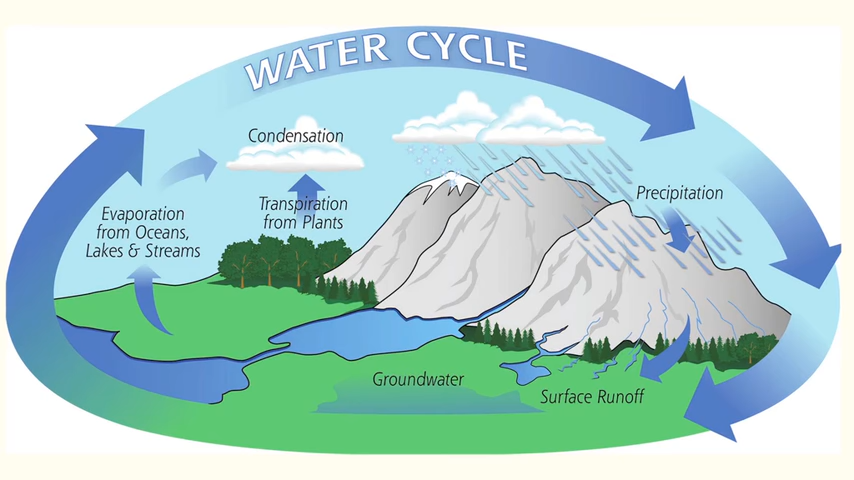 WATER CYCLE
Condensation
Precipitation
Transpiration
from Plants
Evaporation
from Oceans,
Lakes & Streams
Groundwater
Surface Runoff